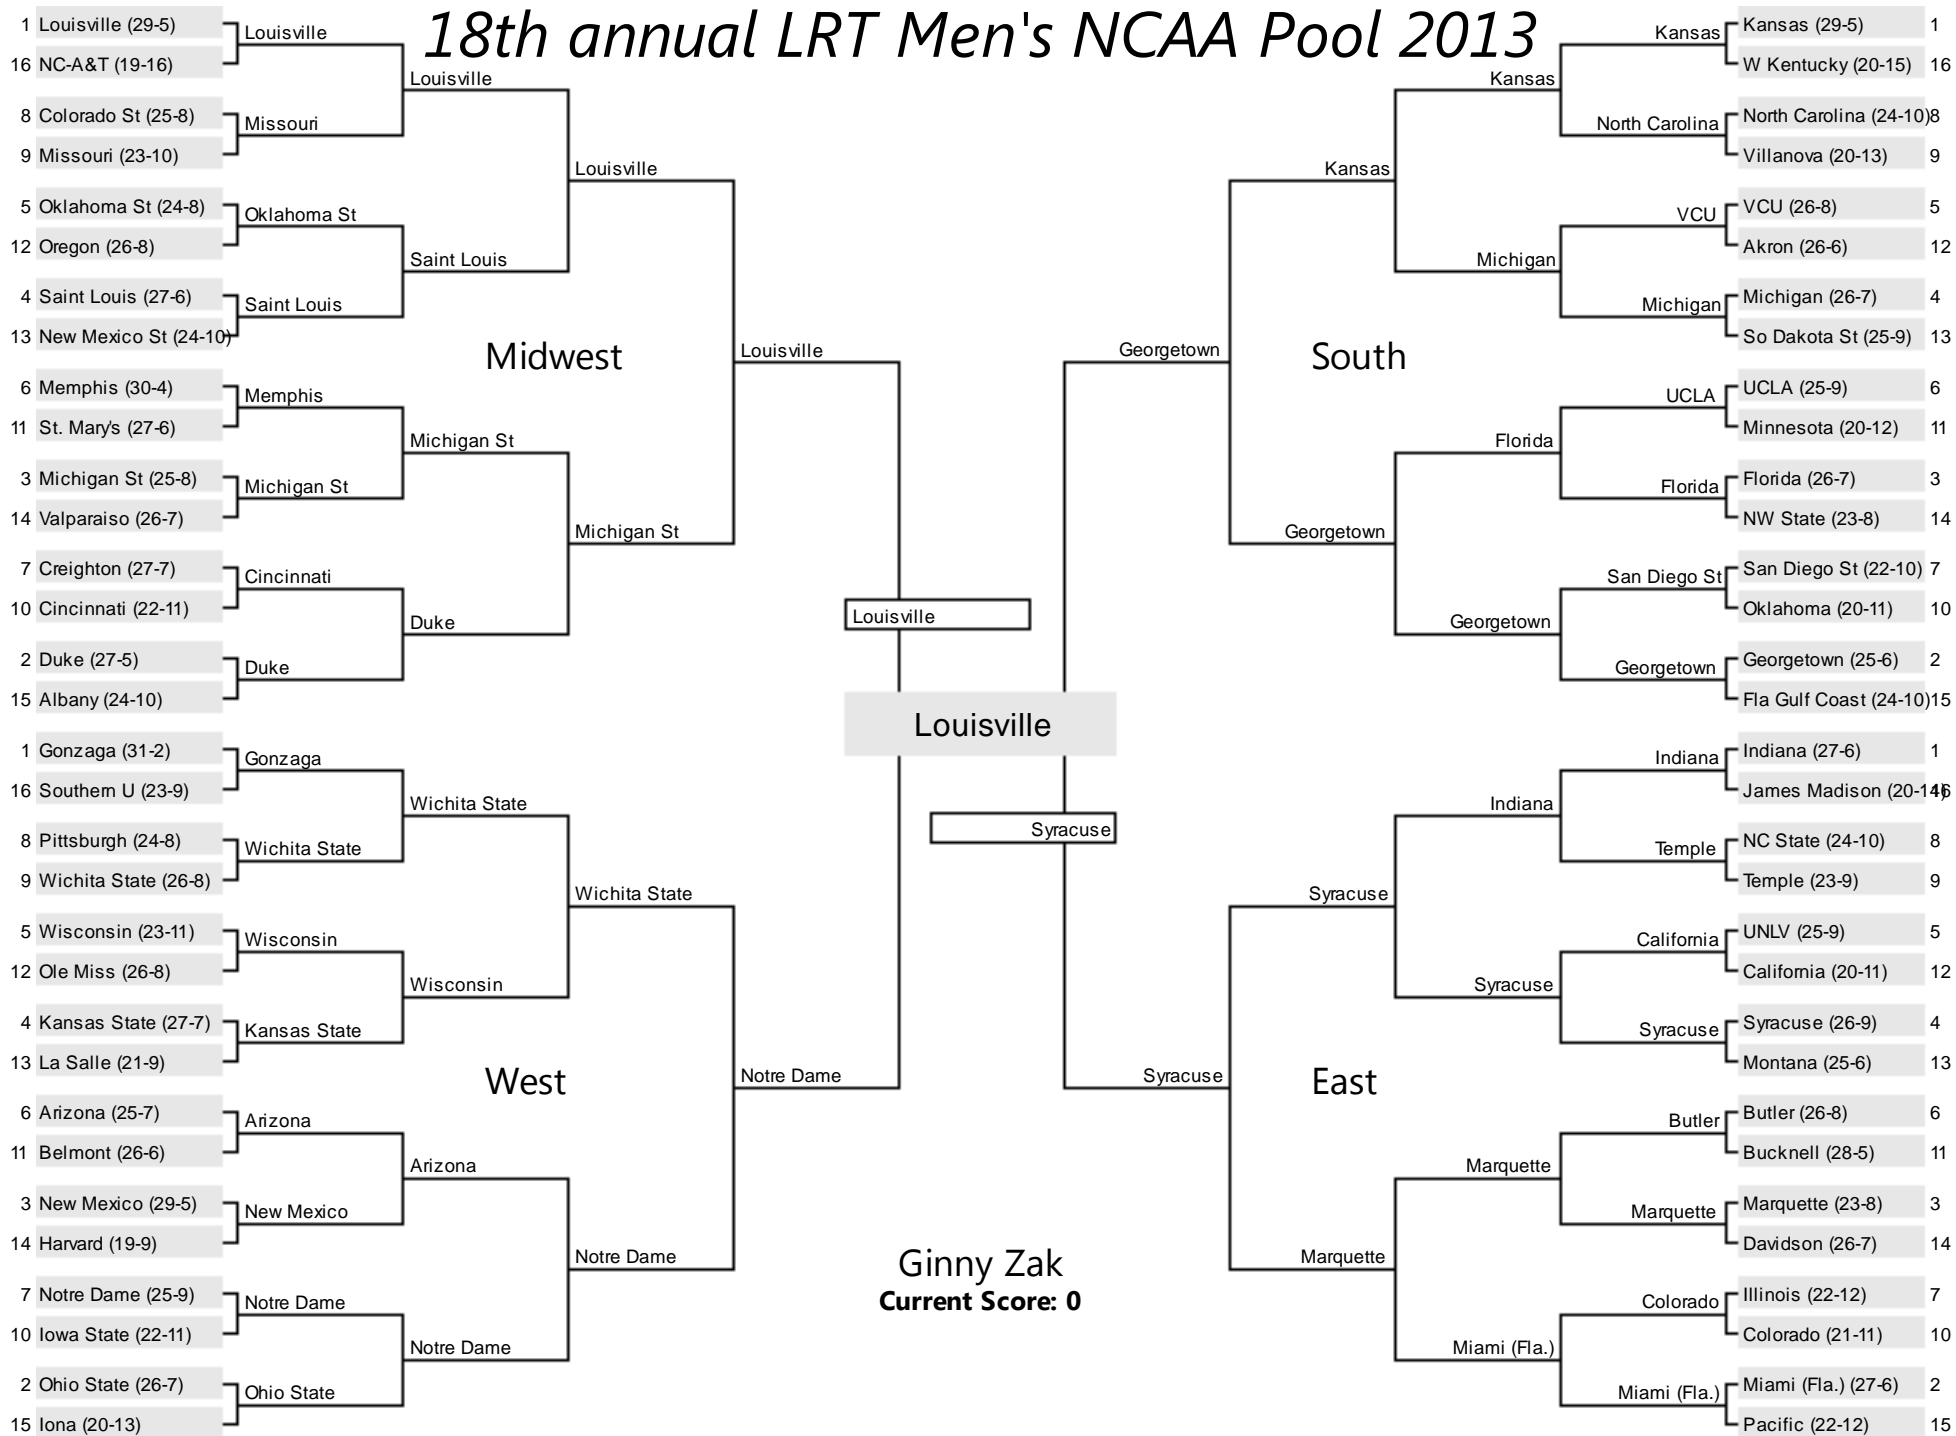 18th annual LRT Men's NCAA Pool 2013
1 Louisville (29-5)
16 NC-A&T (19-16)
8 Colorado St (25-8)
9 Missouri (23-10)
5 Oklahoma St (24-8)
12 Oregon (26-8)
4 Saint Louis (27-6)
13 New Mexico St (24-10)
6 Memphis (30-4)
11 St. Mary's (27-6)
3 Michigan St (25-8)
14 Valparaiso (26-7)
7 Creighton (27-7)
10 Cincinnati (22-11)
2 Duke (27-5)
15 Albany (24-10)
1 Gonzaga (31-2)
16 Southern U (23-9)
8 Pittsburgh (24-8)
9 Wichita State (26-8)
5 Wisconsin (23-11)
12 Ole Miss (26-8)
4 Kansas State (27-7)
13 La Salle (21-9)
6 Arizona (25-7)
11 Belmont (26-6)
3 New Mexico (29-5)
14 Harvard (19-9)
7 Notre Dame (25-9)
10 Iowa State (22-11)
2 Ohio State (26-7)
15 Iona (20-13)
Louisville
Missouri
Oklahoma St
Saint Louis
Memphis
Michigan St
Cincinnati
Duke
Gonzaga
Wichita State
Wisconsin
Kansas State
Arizona
New Mexico
Notre Dame
Ohio State
Louisville
Saint Louis
Michigan St
Duke
Wichita State
Wisconsin
Arizona
Notre Dame
Midwest
West
Louisville
Michigan St
Wichita State
Notre Dame
Louisville
Notre Dame
Louisville
Louisville
Syracuse
Ginny Zak
Current Score: 0
Georgetown
Syracuse
Kansas
Georgetown
Syracuse
Marquette
South
East
Kansas
Michigan
Florida
Georgetown
Indiana
Syracuse
Marquette
Miami (Fla.)
Kansas
North Carolina
VCU
Michigan
UCLA
Florida
San Diego St
Georgetown
Indiana
Temple
California
Syracuse
Butler
Marquette
Colorado
Miami (Fla.)
Kansas (29-5) 1
W Kentucky (20-15) 16
North Carolina (24-10) 8
Villanova (20-13) 9
VCU (26-8) 5
Akron (26-6) 12
Michigan (26-7) 4
So Dakota St (25-9) 13
UCLA (25-9) 6
Minnesota (20-12) 11
Florida (26-7) 3
NW State (23-8) 14
San Diego St (22-10) 7
Oklahoma (20-11) 10
Georgetown (25-6) 2
Fla Gulf Coast (24-10) 15
Indiana (27-6) 1
James Madison (20-14) 16
NC State (24-10) 8
Temple (23-9) 9
UNLV (25-9) 5
California (20-11) 12
Syracuse (26-9) 4
Montana (25-6) 13
Butler (26-8) 6
Bucknell (28-5) 11
Marquette (23-8) 3
Davidson (26-7) 14
Illinois (22-12) 7
Colorado (21-11) 10
Miami (Fla.) (27-6) 2
Pacific (22-12) 15